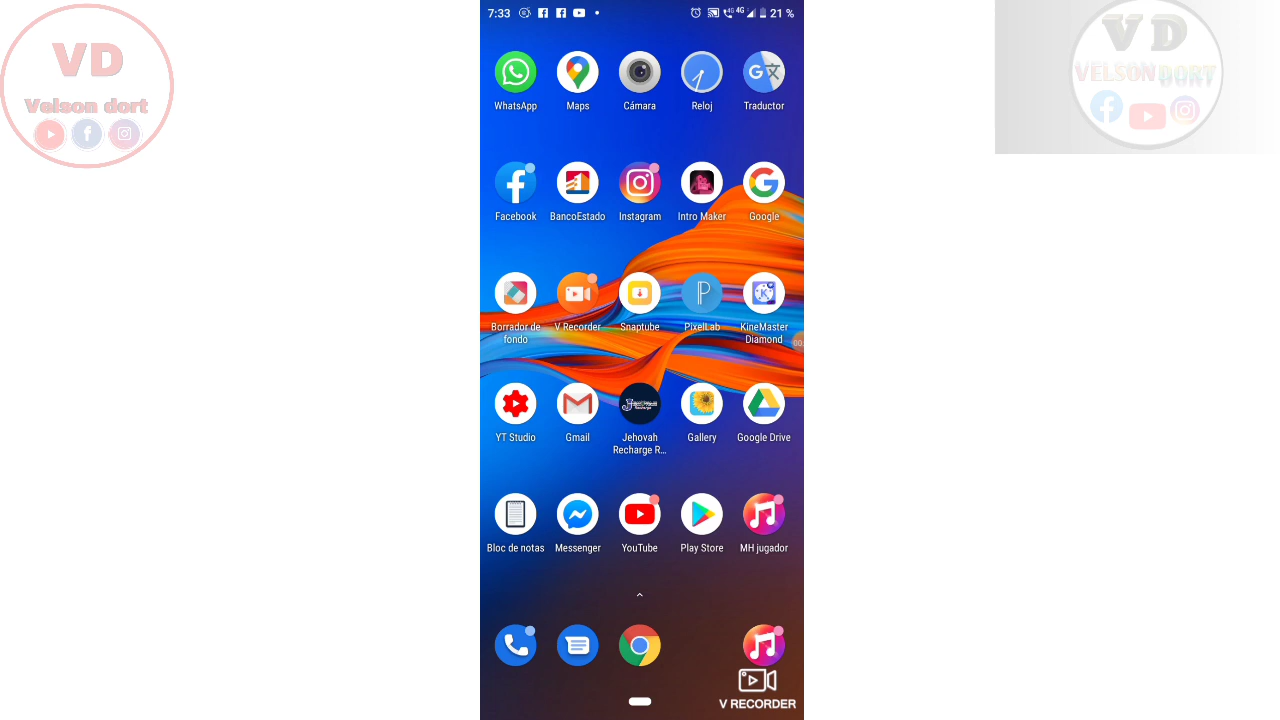 VD
Velson dort
VD
VELSON DORT
7:33
4G 4G
21 %
WhatsApp
Maps
Cámara
Reloj
Traductor
Facebook
BancoEstado
Instagram
Intro Maker
Google
Borrador de
fondo
V Recorder
Snaptube
PixelLab
KineMaster
Diamond
YT Studio
Gmail
Jehovah
Recharge R...
Gallery
Google Drive
Bloc de notas
Messenger
YouTube
Play Store
MH jugador
V RECORDER